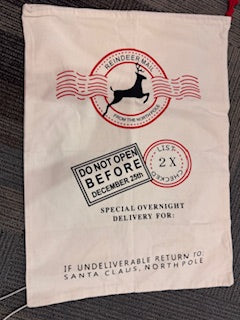 REINDEER MAIL
FROM THE NORTH POLE
DO NOT OPEN
BEFORE
DECEMBER 25th
LIST
2X
CHECKED
SPECIAL OVERNIGHT
DELIVERY FOR:
IF UNDELIVERABLE RETURN TO:
SANTA CLAUS, NORTH POLE